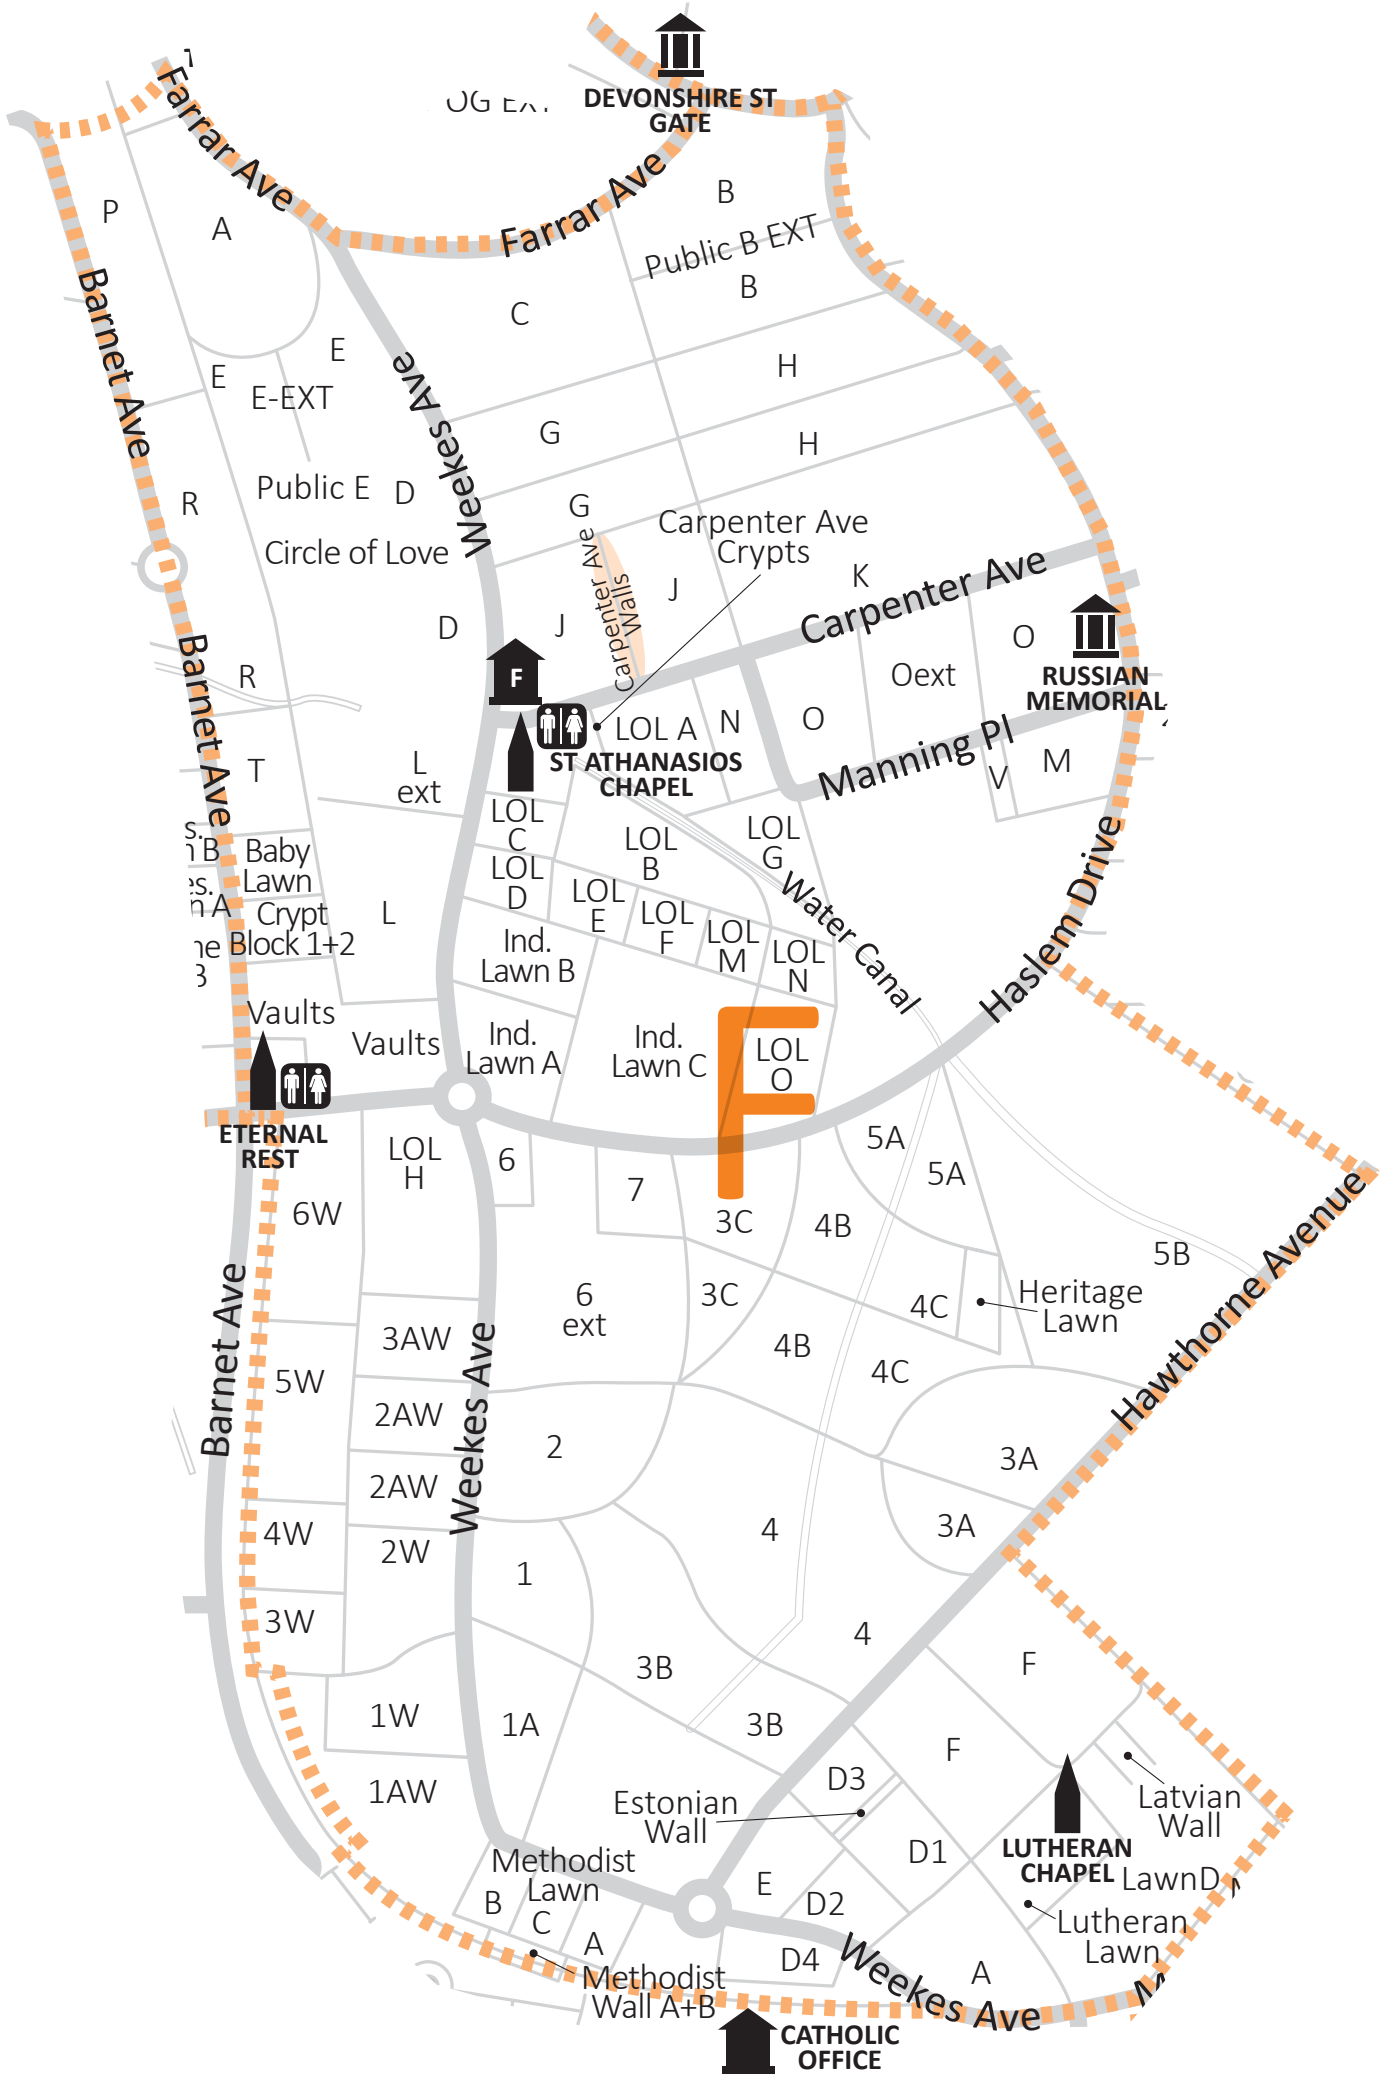 DEVONSHIRE ST
GATE
Farrar Ave
Farrar Ave
P
A
B
Public B EXT
B
C
Barnet Ave
E
E
E-EXT
Weekes Ave
H
G
H
Public E
D
R
G
Circle of Love
Carpenter Ave
Crypts
Carpenter Ave
Walls
J
K
Carpenter Ave
D
J
O
Barnet Ave
R
F
Oext
RUSSIAN
MEMORIAL
LOL A
N
O
Manning Pl
V
M
T
L
ext
ST ATHANASIOS
CHAPEL
LOL
C
LOL
B
LOL
G
Baby
Lawn
LOL
D
LOL
E
LOL
F
LOL
M
LOL
N
Water Canal
Haslem Drive
Crypt
Block 1+2
L
Ind.
Lawn B
Vaults
Vaults
Ind.
Lawn A
Ind.
Lawn C
F
LOL
O
ETERNAL
REST
LOL
H
6
7
5A
5A
6W
3C
4B
5B
Barnet Ave
6
ext
3C
4C
Heritage
Lawn
Hawthorne Avenue
3AW
Weekes Ave
4B
4C
5W
2AW
2
3A
2AW
4W
2W
4
3A
1
3W
4
3B
F
1W
1A
3B
F
1AW
D3
Estonian
Wall
Latvian
Wall
D1
LUTHERAN
CHAPEL
LawnD
Methodist
Lawn
B
C
A
E
D2
Lutheran
Lawn
D4
Weekes Ave
A
Methodist
Wall A+B
CATHOLIC
OFFICE